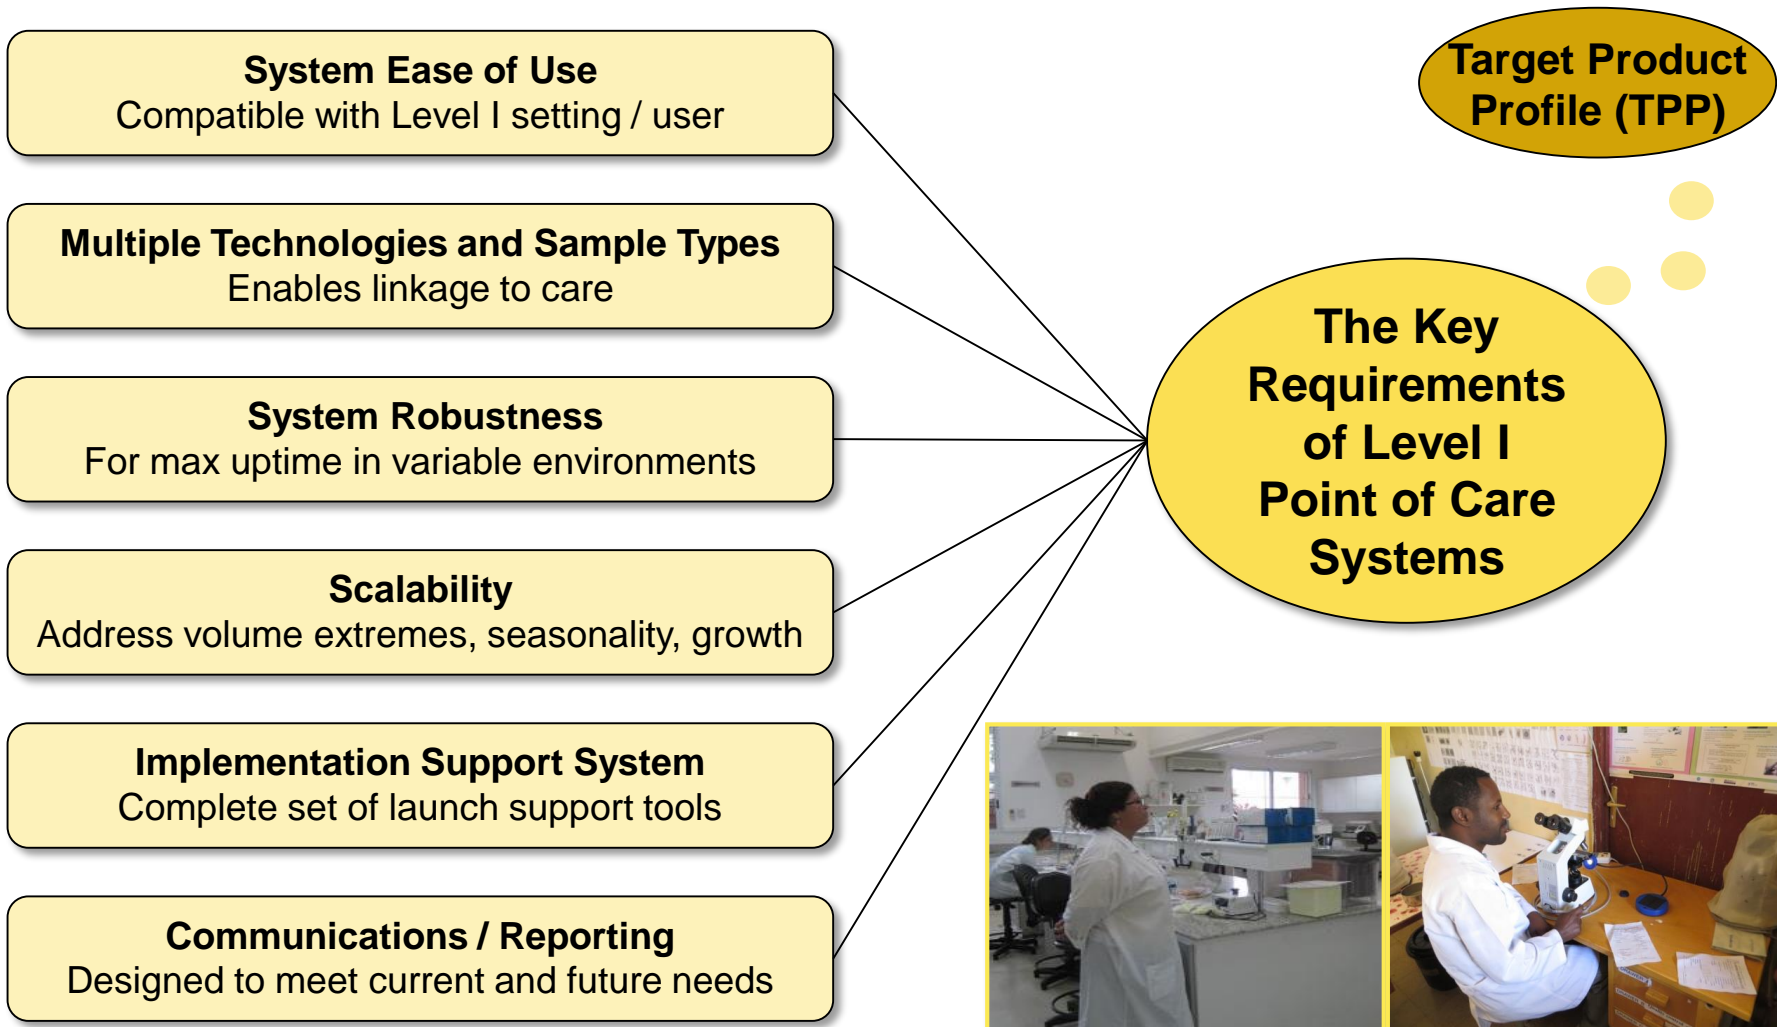 System Ease of Use
Compatible with Level I setting / user
Multiple Technologies and Sample Types
Enables linkage to care
System Robustness
For max uptime in variable environments
Scalability
Address volume extremes, seasonality, growth
Implementation Support System
Complete set of launch support tools
Communications / Reporting
Designed to meet current and future needs
Target Product
Profile (TPP)
The Key
Requirements
of Level I
Point of Care
Systems